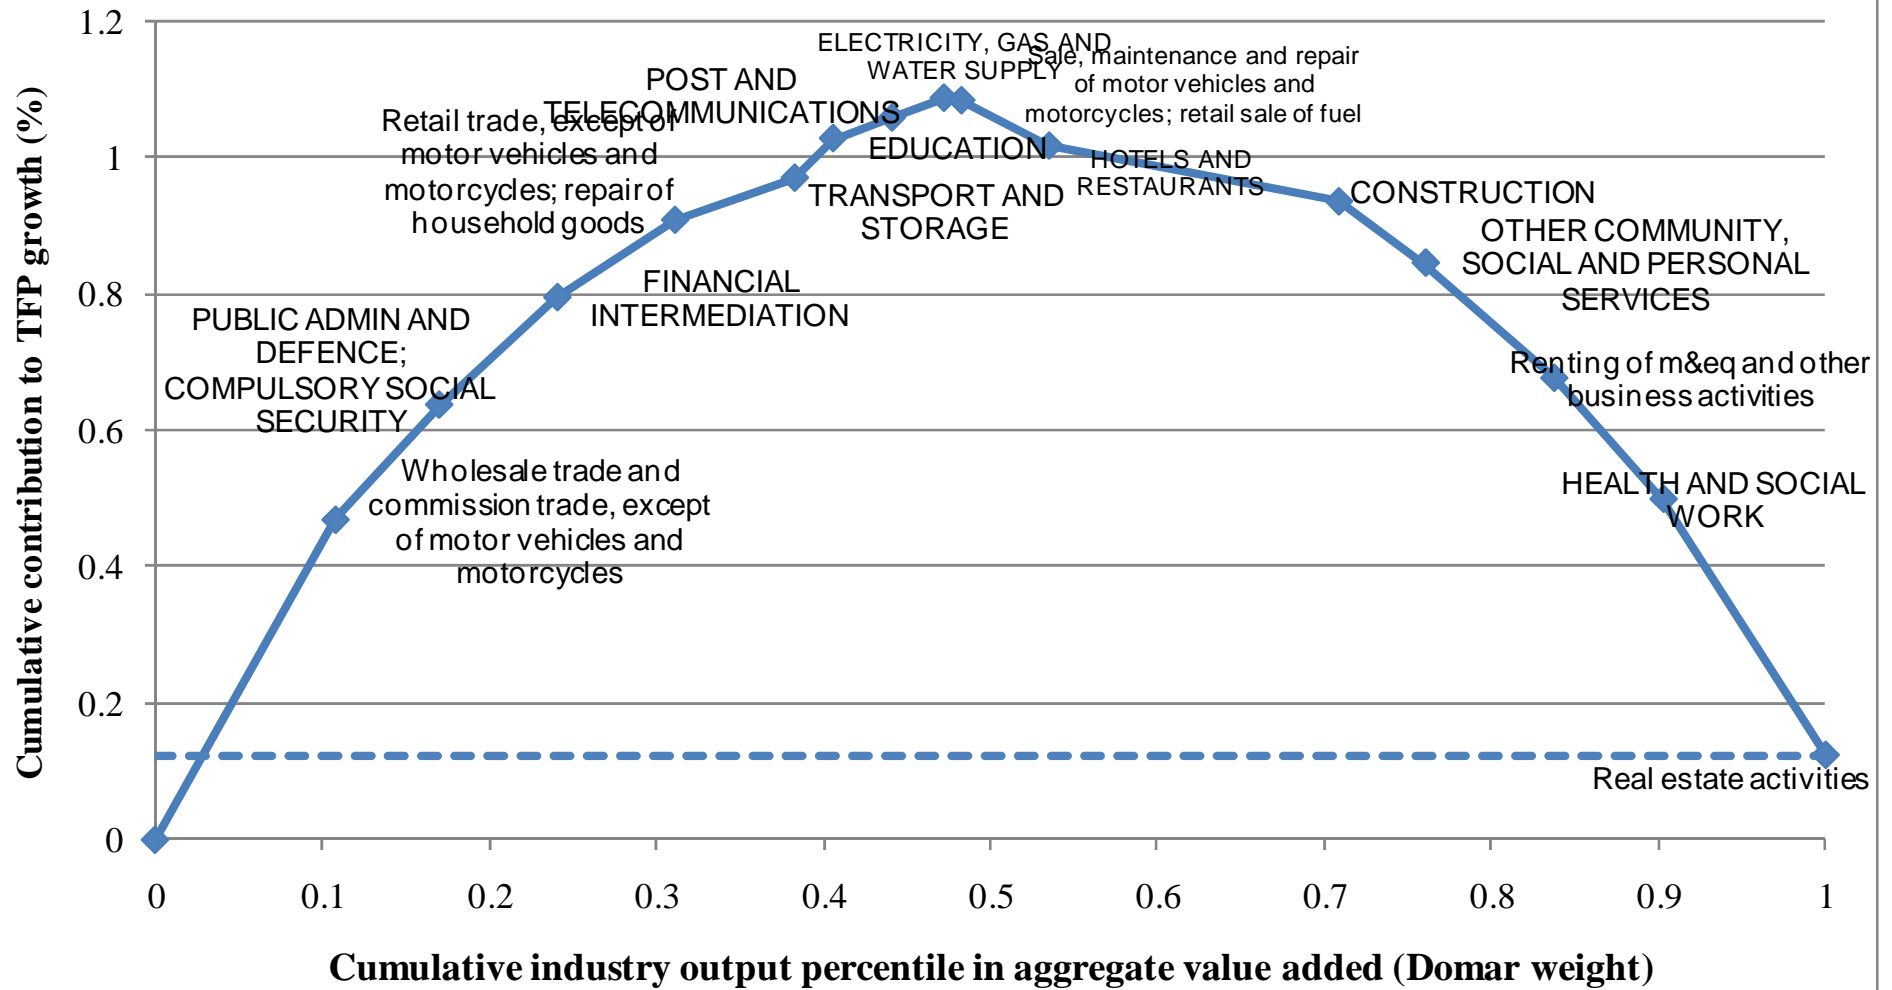 1.2
1
0.8
0.6
0.4
0.2
0
Cumulative contribution to TFP growth (%)
ELECTRICITY, GAS AND
WATER SUPPLY
Sale, maintenance and repair
of motor vehicles and
motorcycles; retail sale of fuel
POST AND
TELECOMMUNICATIONS
Retail trade, except of
motor vehicles and
motorcycles; repair of
household goods
EDUCATION
HOTELS AND
RESTAURANTS
TRANSPORT AND
STORAGE
CONSTRUCTION
OTHER COMMUNITY,
SOCIAL AND PERSONAL
SERVICES
FINANCIAL
INTERMEDIATION
PUBLIC ADMIN AND
DEFENCE;
COMPULSORY SOCIAL
SECURITY
Renting of m&eq and other
business activities
Wholesale trade and
commission trade, except
of motor vehicles and
motorcycles
HEALTH AND SOCIAL
WORK
Real estate activities
0 0.1 0.2 0.3 0.4 0.5 0.6 0.7 0.8 0.9 1
Cumulative industry output percentile in aggregate value added (Domar weight)